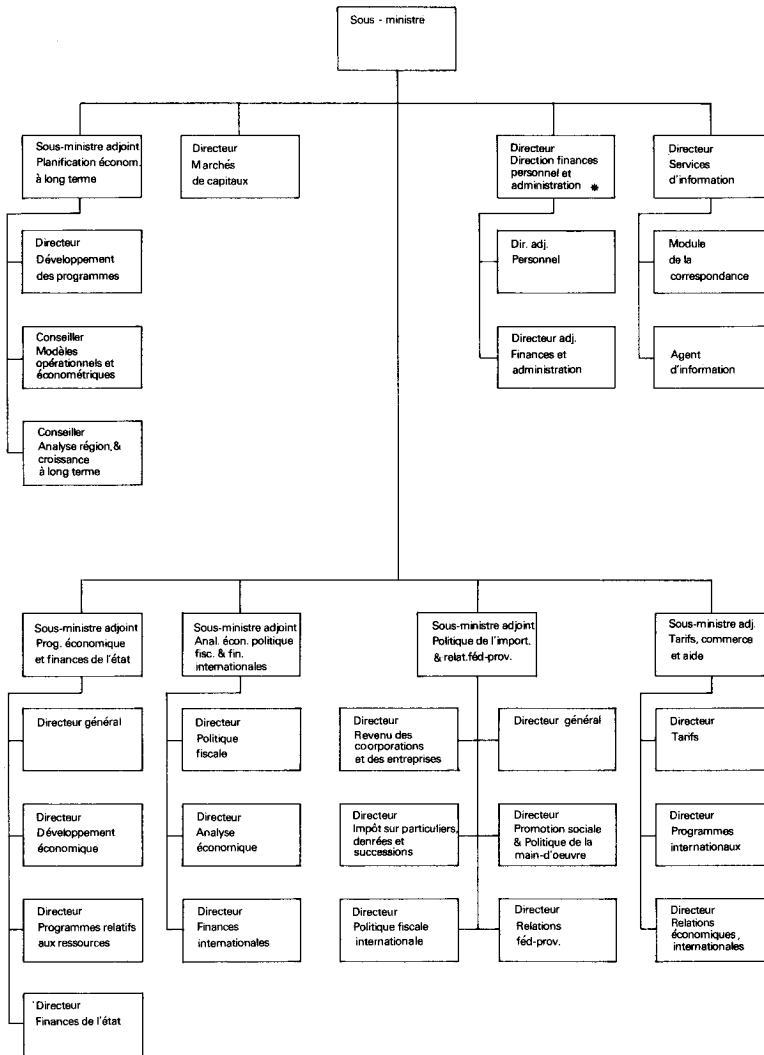 Sous - ministre
Sous-ministre adjoint
Planification économ.
à long terme
Directeur
Marchés
de capitaux
Directeur
Direction finances
personnel et
administration *
Directeur
Services
d'information
Directeur
Développement
des programmes
Dir. adj.
Personnel
Module
de la
correspondance
Conseiller
Modèles
opérationnels et
économétriques
Directeur adj.
Finances et
administration
Agent
d'information
Conseiller
Analyse région, &
croissance
à long terme
Sous-ministre adjoint
Prog. économique
et finances de l'état
Sous-ministre adjoint
Anal. écon. politique
fisc. & fin.
internationales
Sous-ministre adjoint
Politique de l'import.
& relat.féd-prov.
Sous-ministre adj.
Tarifs, commerce
et aide
Directeur général
Directeur
Politique
fiscale
Directeur
Revenu des
coorporations
et des entreprises
Directeur général
Directeur
Tarifs
Directeur
Développement
économique
Directeur
Analyse
économique
Directeur
Impôt sur particuliers,
denrées et
successions
Directeur
Promotion sociale
& Politique de la
main-d'oeuvre
Directeur
Programmes
internationaux
Directeur
Programmes relatifs
aux ressources
Directeur
Finances
internationales
Directeur
Politique fiscale
internationale
Directeur
Relations
féd-prov.
Directeur
Relations
économiques,
internationales
Directeur
Finances de l'état